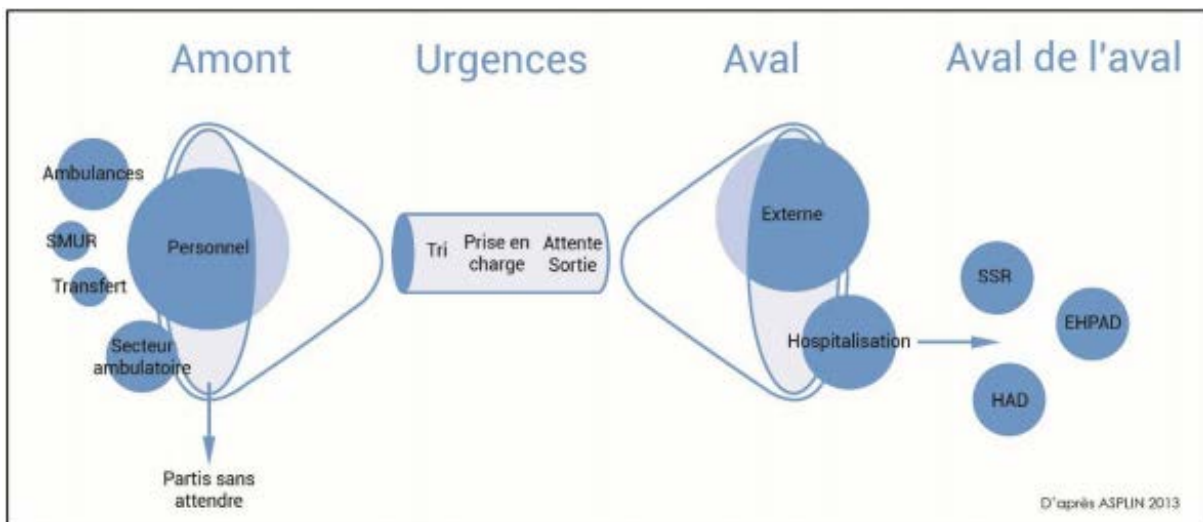 Amont
Urgences
Aval
Aval de l'aval
Ambulances
SMUR
Transfert
Secteur
ambulatoire
Personnel
Partis sans
attendre
Tri
Prise en
charge
Attente
Sortie
Externe
Hospitalisation
SSR
EHPAD
HAD
D'après ASPLIN 2013